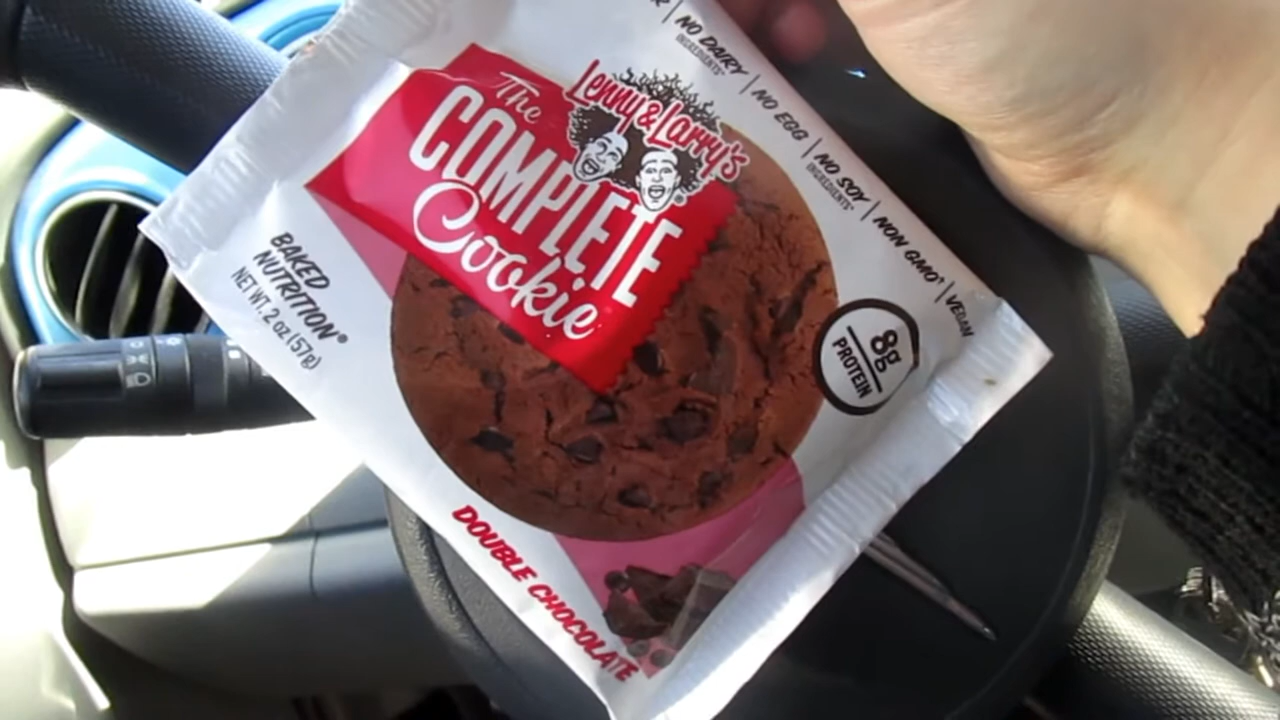 NO DAIRY
INGREDIENTS*
| NO EGG
| NO SOY
INGREDIENTS*
| NON GMO†
| VEGAN
Lenny & Larry's
®
The
COMPLETE
Cookie
8g
PROTEIN
BAKED
NUTRITION®
NET WT. 2 oz (57g)
DOUBLE CHOCOLATE